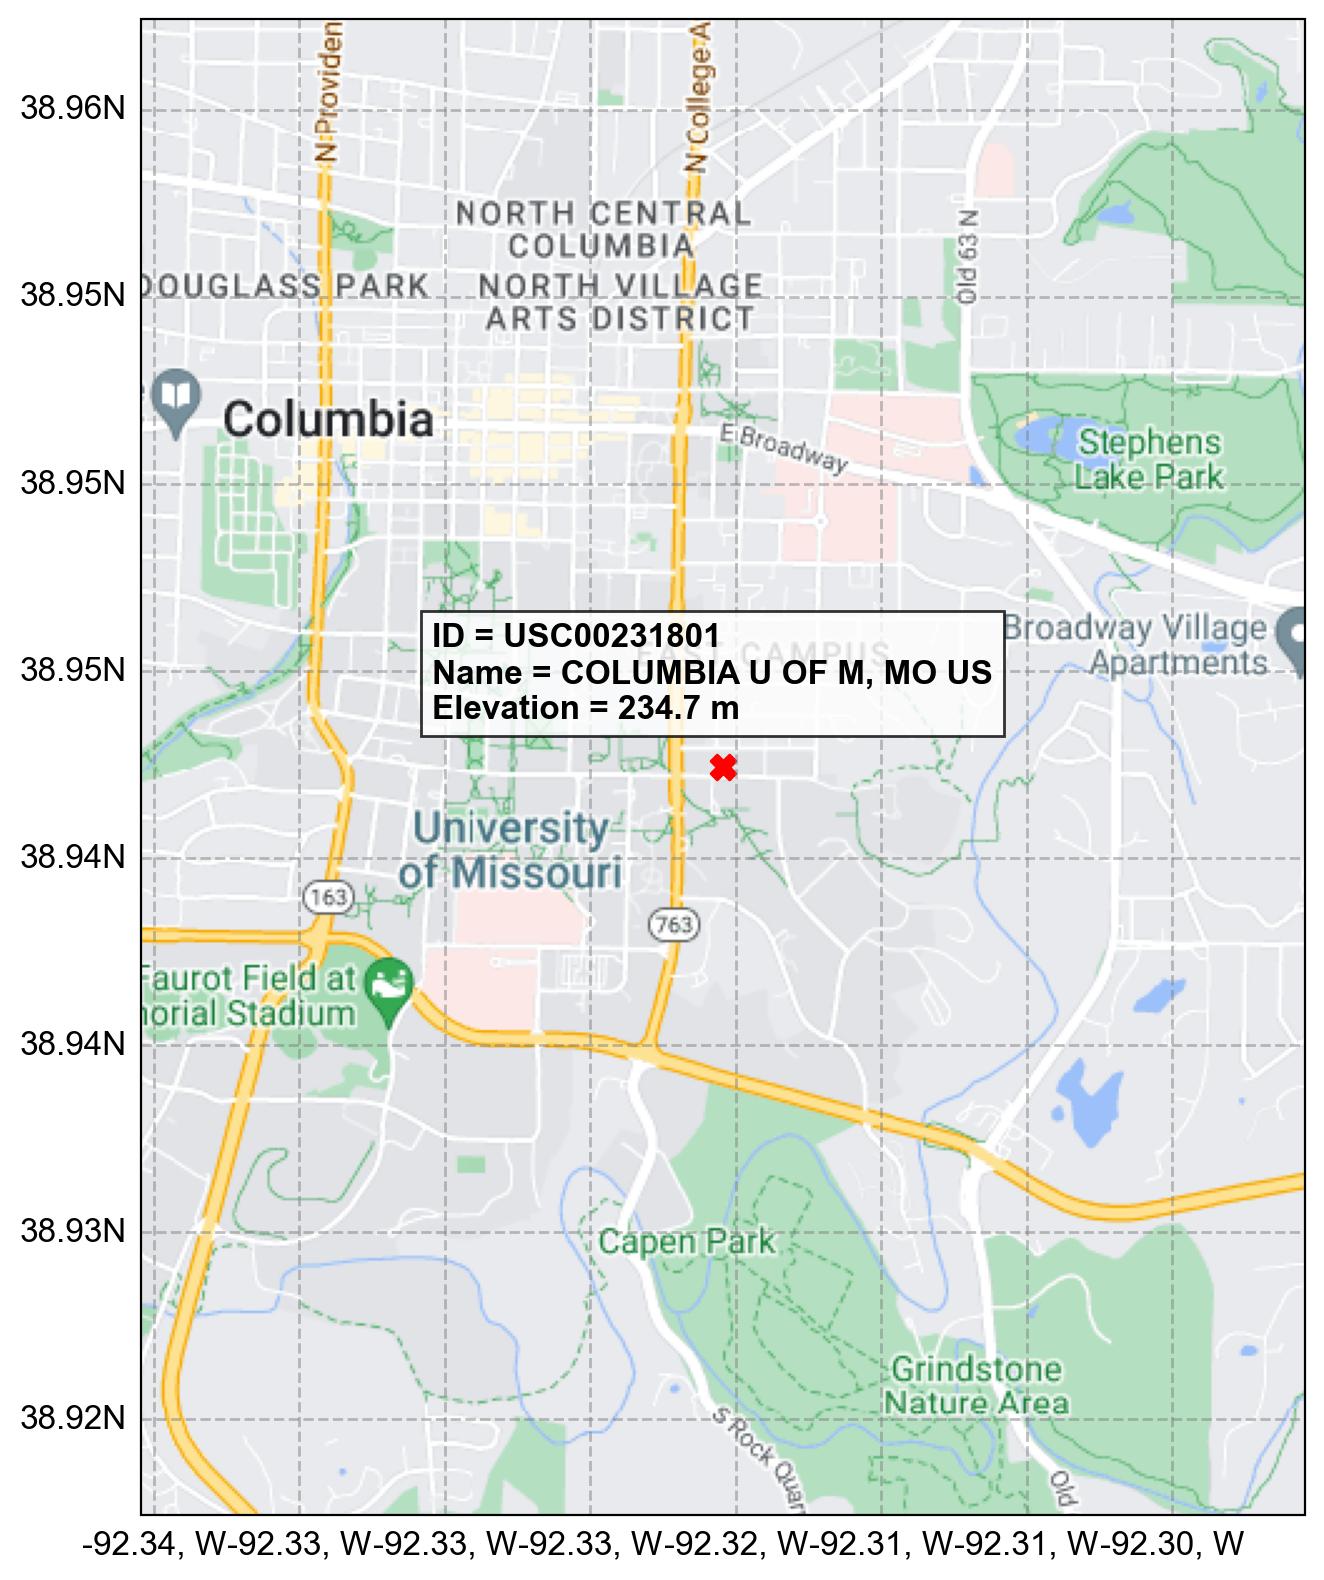 38.96N
38.95N
38.95N
38.95N
38.94N
38.94N
38.93N
38.92N
-92.34, W-92.33, W-92.33, W-92.33, W-92.32, W-92.31, W-92.31, W-92.30, W
N Providen
N College A
NORTH CENTRAL
COLUMBIA
Old 63 N
DOUGLASS PARK
NORTH VILLAGE
ARTS DISTRICT
Columbia
E Broadway
Stephens
Lake Park
ID = USC00231801
Name = COLUMBIA U OF M, MO US
Elevation = 234.7 m
EAST CAMPUS
Broadway Village
Apartments
University
of Missouri
163
763
Faurot Field at
morial Stadium
Capen Park
Grindstone
Nature Area
S Rock Quar
Old